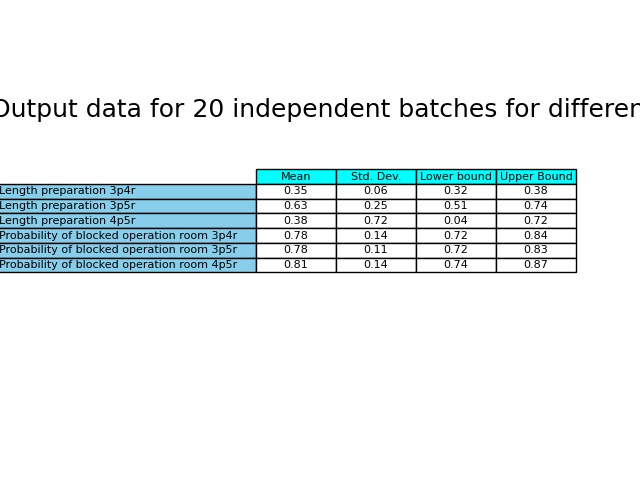 Output data for 20 independent batches for differen
Mean Std. Dev. Lower bound Upper Bound
Length preparation 3p4r 0.35 0.06 0.32 0.38
Length preparation 3p5r 0.63 0.25 0.51 0.74
Length preparation 4p5r 0.38 0.72 0.04 0.72
Probability of blocked operation room 3p4r 0.78 0.14 0.72 0.84
Probability of blocked operation room 3p5r 0.78 0.11 0.72 0.83
Probability of blocked operation room 4p5r 0.81 0.14 0.74 0.87